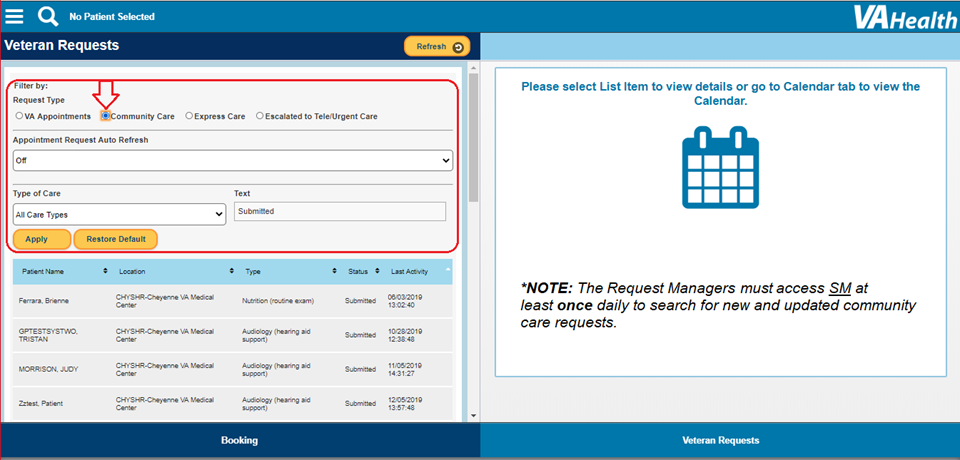 No Patient Selected
VA Health
Veteran Requests
Refresh
Filter by:
Request Type
VA Appointments Community Care Express Care Escalated to Tele/Urgent Care
Appointment Request Auto Refresh
Off
Type of Care Text
All Care Types Submitted
Apply Restore Default
Patient Name Location Type Status Last Activity
Ferrara, Brienne CHYSHR-Cheyenne VA Medical Center Nutrition (routine exam) Submitted 06/03/2019 13:02:40
GPTESTSYSTWO, TRISTAN CHYSHR-Cheyenne VA Medical Center Audiology (hearing aid support) Submitted 10/28/2019 12:38:48
MORRISON, JUDY CHYSHR-Cheyenne VA Medical Center Audiology (hearing aid support) Submitted 11/05/2019 14:31:27
Zztest, Patient CHYSHR-Cheyenne VA Medical Center Audiology (hearing aid support) Submitted 12/05/2019 13:57:48
Please select List Item to view details or go to Calendar tab to view the
Calendar.
*NOTE: The Request Managers must access SM at
least once daily to search for new and updated community
care requests.
Booking
Veteran Requests